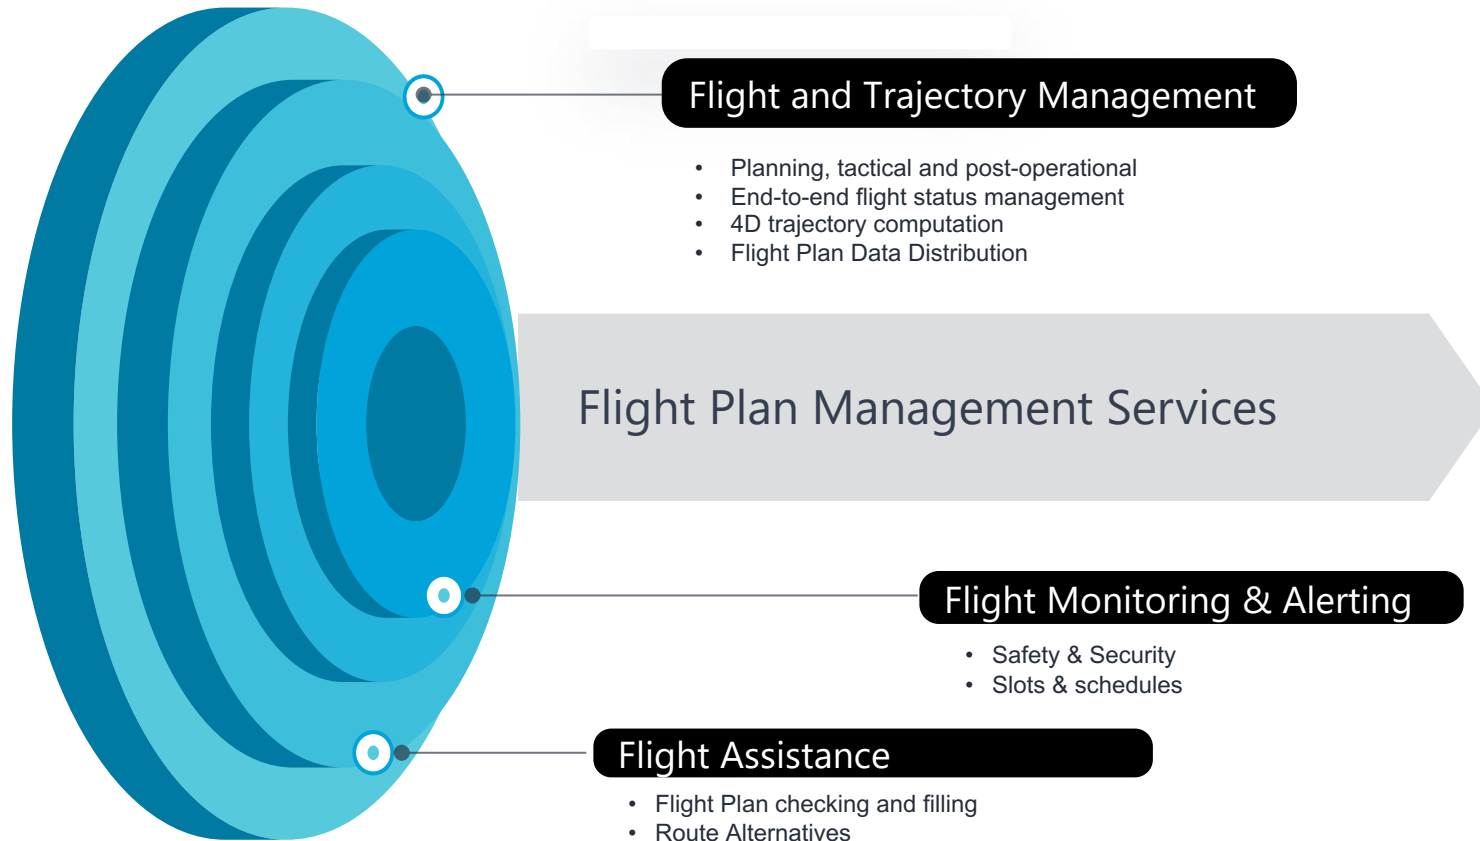 Flight and Trajectory Management
• Planning, tactical and post-operational
• End-to-end flight status management
• 4D trajectory computation
• Flight Plan Data Distribution
Flight Plan Management Services
Flight Monitoring & Alerting
• Safety & Security
• Slots & schedules
Flight Assistance
• Flight Plan checking and filling
• Route Alternatives